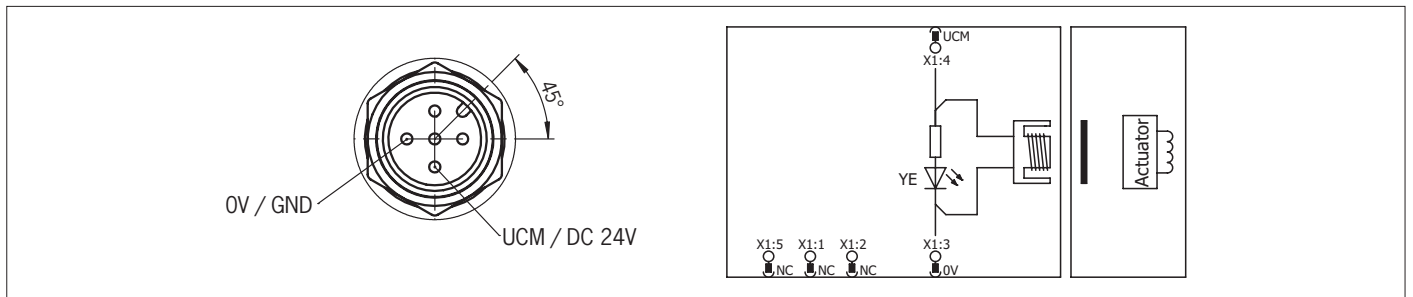 45°
0V / GND
UCM / DC 24V
UCM
X1:4
YE
Actuator
X1:5 X1:1 X1:2 X1:3
NC NC NC 0V